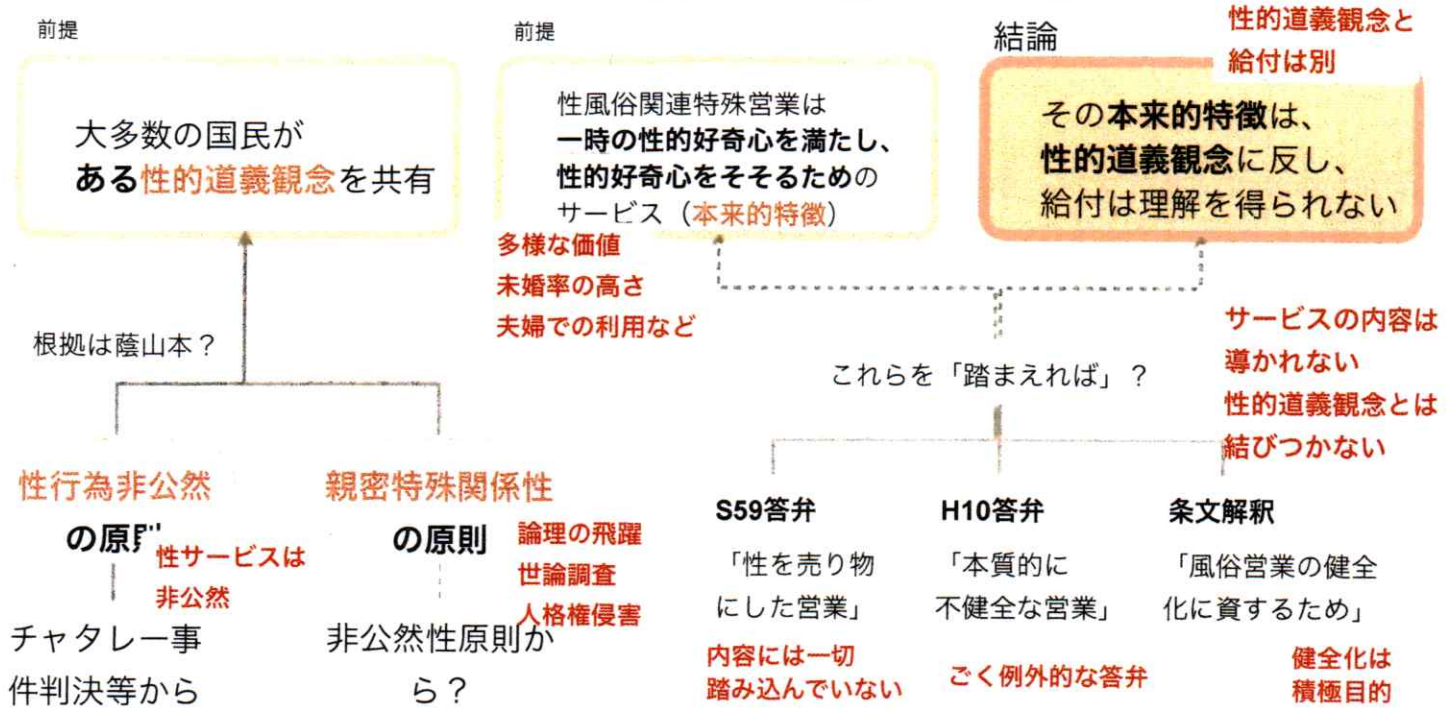 前提
大多数の国民が
ある性的道義観念を共有
前提
性風俗関連特殊営業は
一時の性的好奇心を満たし、
性的好奇心をそそるための
サービス（本来的特徴）
多様な価値
未婚率の高さ
夫婦での利用など
結論
性的道義観念と
給付は別
その本来的特徴は、
性的道義観念に反し、
給付は理解を得られない
根拠は蔭山本？
これらを「踏まえれば」？
サービスの内容は
導かれない
性的道義観念とは
結びつかない
性行為非公然
の原則
性サービスは
非公然
チャタレー事
件判決等から
親密特殊関係性
の原則
論理の飛躍
世論調査
人格権侵害
非公然性原則か
ら？
S59答弁
「性を売り物
にした営業」
内容には一切
踏み込んでいない
H10答弁
「本質的に
不健全な営業」
ごく例外的な答弁
条文解釈
「風俗営業の健全
化に資するため」
健全化は
積極目的